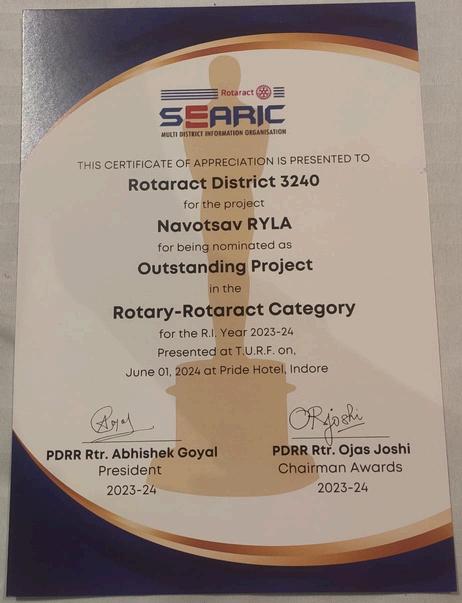 Rotaract
SEARIC
MULTI DISTRICT INFORMATION ORGANISATION
THIS CERTIFICATE OF APPRECIATION IS PRESENTED TO
Rotaract District 3240
for the project
Navotsav RYLA
for being nominated as
Outstanding Project
in the
Rotary-Rotaract Category
for the R.I. Year 2023-24
Presented at T.U.R.F. on,
June 01, 2024 at Pride Hotel, Indore
ORjoshi
PDRR Rtr. Abhishek Goyal
President
2023-24
PDRR Rtr. Ojas Joshi
Chairman Awards
2023-24